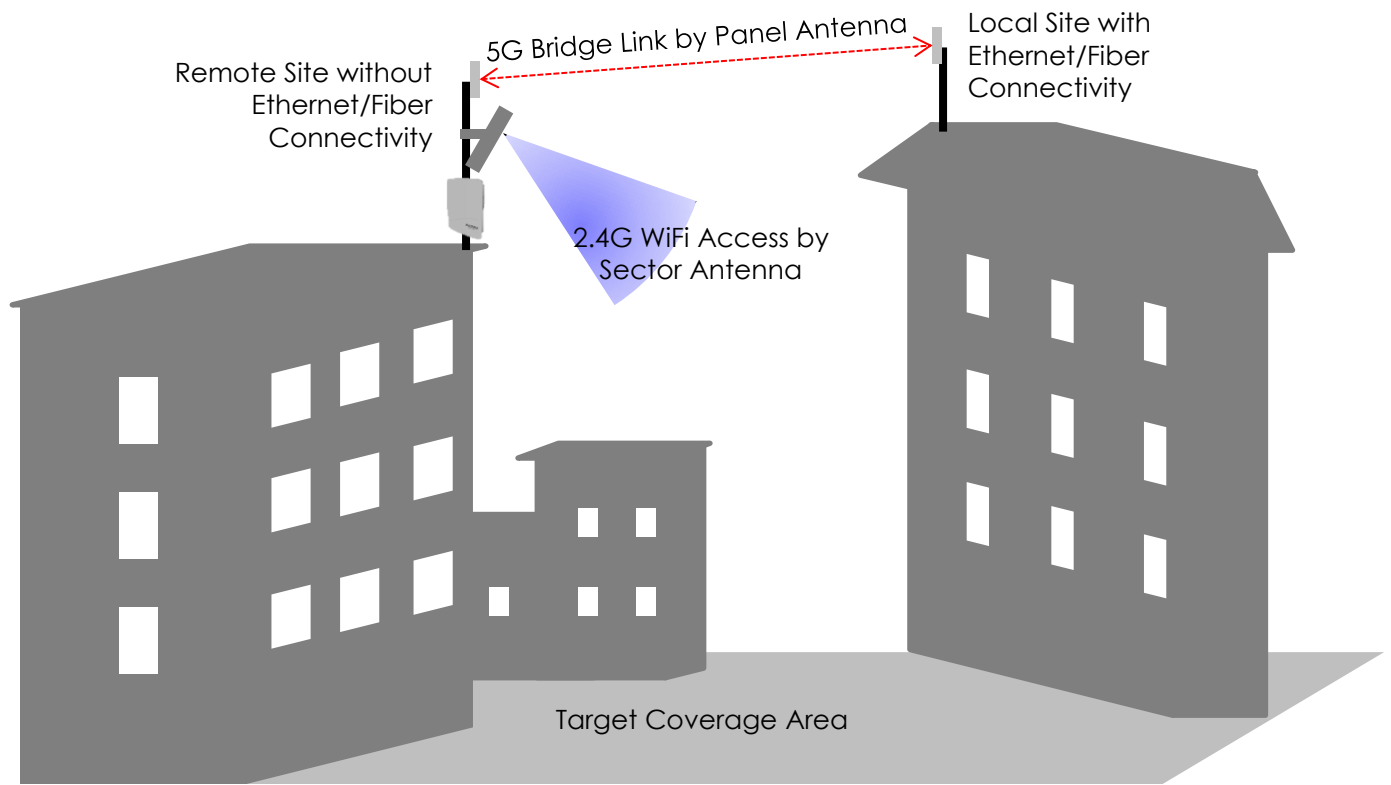 5G Bridge Link by Panel Antenna
Local Site with
Ethernet/Fiber
Connectivity
Remote Site without
Ethernet/Fiber
Connectivity
2.4G WiFi Access by
Sector Antenna
Target Coverage Area